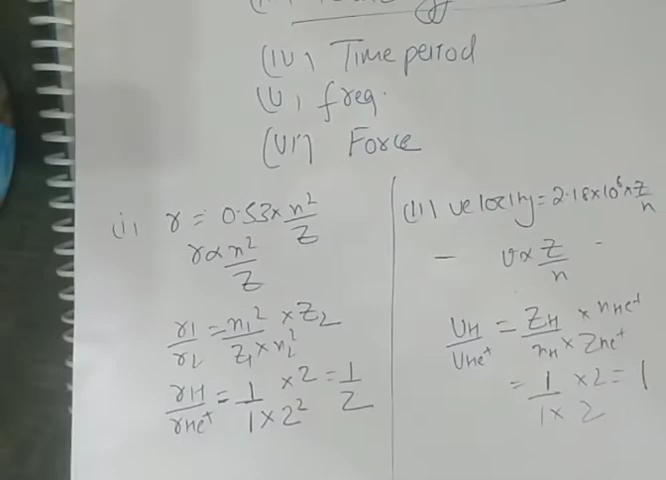 (IV) Time period
(V) freq.
(VI) Force
(i) r = 0.53 × n²/Z
r ∝ n²/Z
r1/r2 = n₁² × Z₂ / Z₁ × n₂²
rH/rHe⁺ = 1 × 2 / 1 × 2² = 1/2
(II) velocity = 2.18 × 10⁶ × Z/n
- v ∝ Z/n
vH/vHe⁺ = ZH × nHe⁺ / nH × ZHe⁺
= 1 × 2 / 1 × 2 = 1